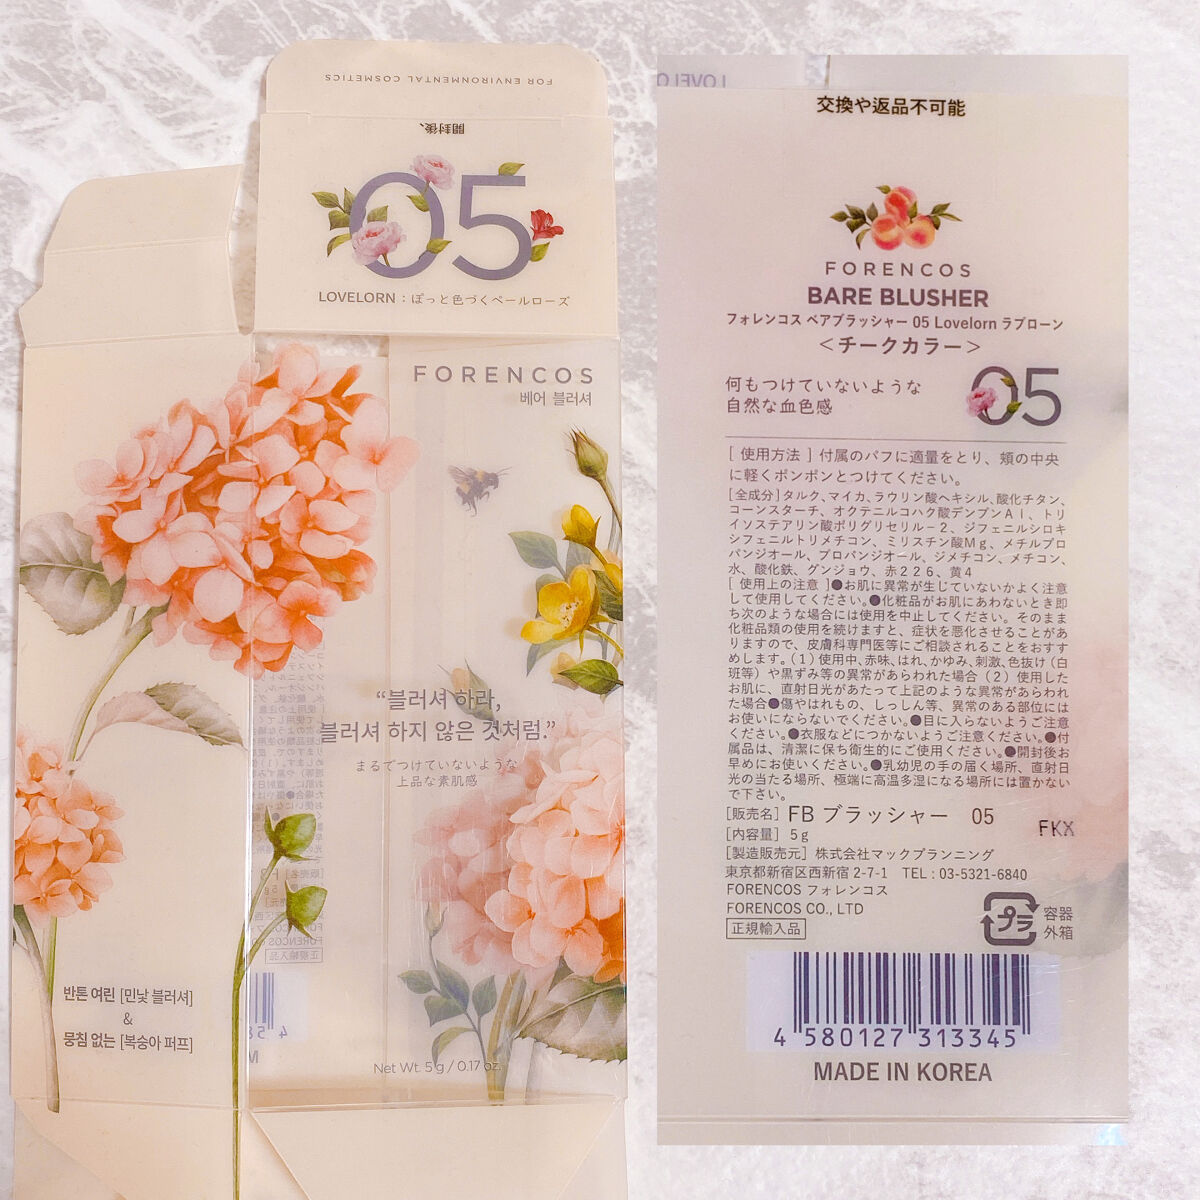 FOR ENVIRONMENTAL COSMETICS
開封後、
05
LOVELORN：ぽっと色づくペールローズ
FORENCOS
베어 블러셔
“블러셔 하라,
블러셔 하지 않은 것처럼.”
まるでつけていないような
上品な素肌感
반톤 여린 [민낯 블러셔]
&
뭉침 없는 [복숭아 퍼프]
Net Wt. 5g / 0.17 oz.
交換や返品不可能
FORENCOS
BARE BLUSHER
フォレンコス ベアブラッシャー 05 Lovelorn ラブローン
＜チークカラー＞
何もつけていないような
自然な血色感
05
[ 使用方法 ] 付属のパフに適量をとり、頬の中央
に軽くポンポンとつけてください。
[全成分]タルク、マイカ、ラウリン酸ヘキシル、酸化チタン、
コーンスターチ、オクテニルコハク酸デンプンAl、トリ
イソステアリン酸ポリグリセリル－2、ジフェニルシロキ
シフェニルトリメチコン、ミリスチン酸Mg、メチルプロ
パンジオール、プロパンジオール、ジメチコン、メチコン、
水、酸化鉄、グンジョウ、赤２２６、黄4
[ 使用上の注意 ]●お肌に異常が生じていないかよく注意
して使用してください。●化粧品がお肌にあわないとき即
ち次のような場合には使用を中止してください。そのまま
化粧品類の使用を続けますと、症状を悪化させることがあ
りますので、皮膚科専門医等にご相談されることをおすす
めします。（1）使用中、赤味、はれ、かゆみ、刺激、色抜け（白
斑等）や黒ずみ等の異常があらわれた場合（2）使用した
お肌に、直射日光があたって上記のような異常があらわれ
た場合●傷やはれもの、しっしん等、異常のある部位には
お使いにならないでください。●目に入らないようご注意
ください。●衣服などにつかないようご注意ください。●付
属品は、清潔に保ち衛生的にご使用ください。●開封後お
早めにお使いください。●乳幼児の手の届く場所、直射日
光の当たる場所、極端に高温多湿になる場所には置かない
で下さい。
[販売名] FB ブラッシャー 05
FKX
[内容量] 5g
[製造販売元] 株式会社マックプランニング
東京都新宿区西新宿 2-7-1 TEL : 03-5321-6840
FORENCOS フォレンコス
FORENCOS CO., LTD
正規輸入品
プラ
容器
外箱
4 580127 313345
MADE IN KOREA